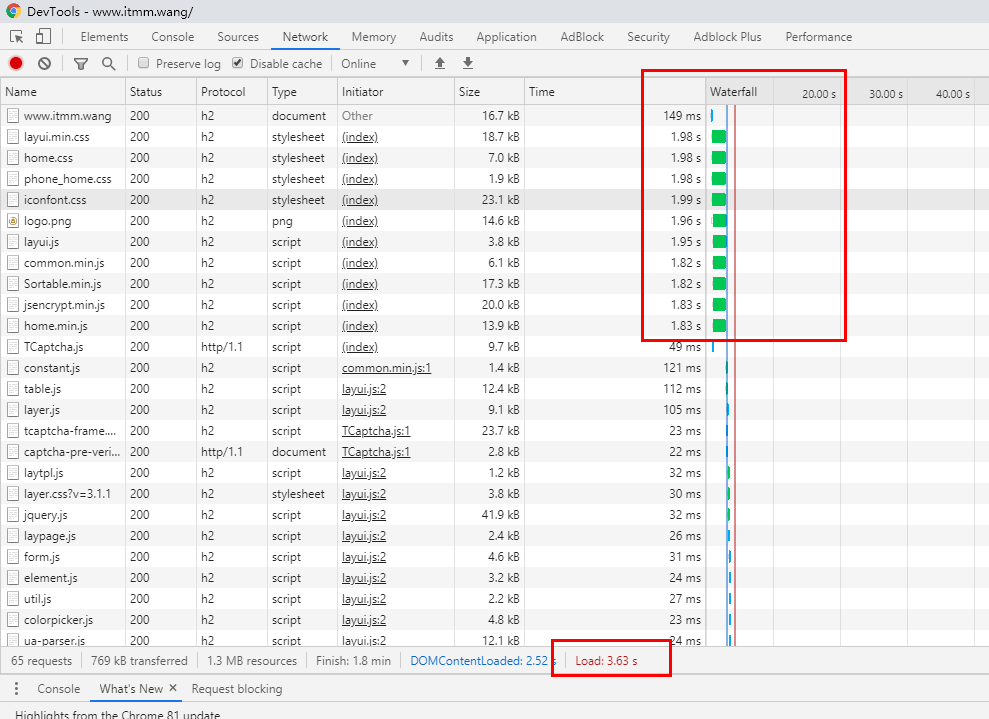 DevTools - www.itmm.wang/
Elements Console Sources Network Memory Audits Application AdBlock Security Adblock Plus Performance
Preserve log Disable cache Online
Name Status Protocol Type Initiator Size Time Waterfall 20.00 s 30.00 s 40.00 s
www.itmm.wang 200 h2 document Other 16.7 kB 149 ms
layui.min.css 200 h2 stylesheet (index) 18.7 kB 1.98 s
home.css 200 h2 stylesheet (index) 7.0 kB 1.98 s
phone_home.css 200 h2 stylesheet (index) 1.9 kB 1.98 s
iconfont.css 200 h2 stylesheet (index) 23.1 kB 1.99 s
logo.png 200 h2 png (index) 14.6 kB 1.96 s
layui.js 200 h2 script (index) 3.8 kB 1.95 s
common.min.js 200 h2 script (index) 6.1 kB 1.82 s
Sortable.min.js 200 h2 script (index) 17.3 kB 1.82 s
jsencrypt.min.js 200 h2 script (index) 20.0 kB 1.83 s
home.min.js 200 h2 script (index) 13.9 kB 1.83 s
TCaptcha.js 200 http/1.1 script (index) 9.7 kB 49 ms
constant.js 200 h2 script common.min.js:1 1.4 kB 121 ms
table.js 200 h2 script layui.js:2 12.4 kB 112 ms
layer.js 200 h2 script layui.js:2 9.1 kB 105 ms
tcaptcha-frame.... 200 h2 script TCaptcha.js:1 23.7 kB 23 ms
captcha-pre-veri... 200 http/1.1 document TCaptcha.js:1 2.8 kB 22 ms
laytpl.js 200 h2 script layui.js:2 1.2 kB 32 ms
layer.css?v=3.1.1 200 h2 stylesheet layui.js:2 3.8 kB 30 ms
jquery.js 200 h2 script layui.js:2 41.9 kB 32 ms
laypage.js 200 h2 script layui.js:2 2.4 kB 26 ms
form.js 200 h2 script layui.js:2 4.6 kB 31 ms
element.js 200 h2 script layui.js:2 3.2 kB 24 ms
util.js 200 h2 script layui.js:2 2.2 kB 27 ms
colorpicker.js 200 h2 script layui.js:2 4.8 kB 23 ms
ua-parser.js 200 h2 script layui.js:2 12.1 kB 24 ms
65 requests 769 kB transferred 1.3 MB resources Finish: 1.8 min DOMContentLoaded: 2.52 s Load: 3.63 s
Console What's New Request blocking
Highlights from the Chrome 81 update